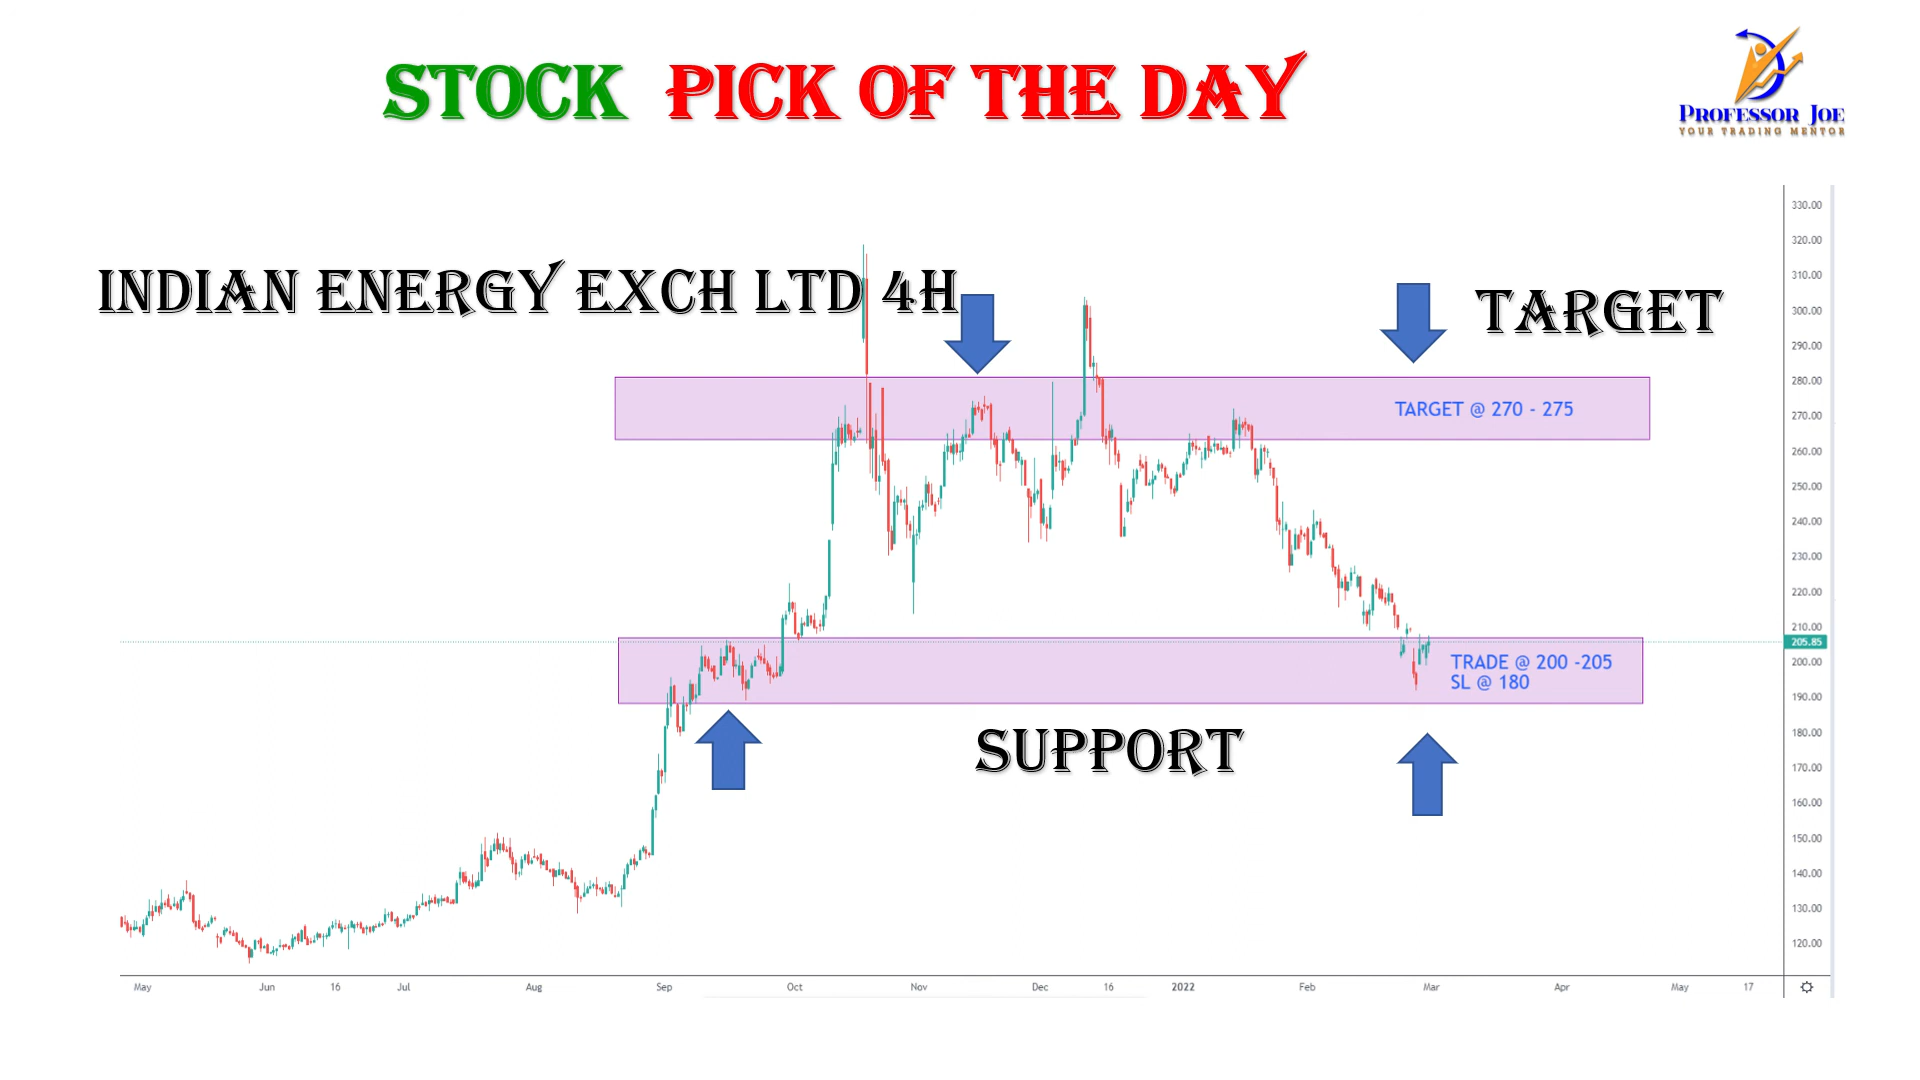 STOCK PICK OF THE DAY
PROFESSOR JOE
YOUR TRADING MENTOR
INDIAN ENERGY EXCH LTD 4H
TARGET
TARGET @ 270 - 275
TRADE @ 200 -205
SL @ 180
SUPPORT
330.00
320.00
310.00
300.00
290.00
280.00
270.00
260.00
250.00
240.00
230.00
220.00
210.00
205.85
200.00
190.00
180.00
170.00
160.00
150.00
140.00
130.00
120.00
May Jun 16 Jul Aug Sep Oct Nov Dec 16 2022 Feb Mar Apr May 17